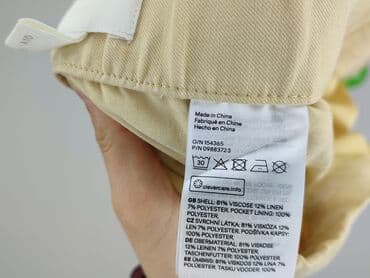 Made in China
Fabriqué en China
Hecho en China
O/N 154365
P/N 09883723
30
clevercare.info
GB SHELL: 81% VISCOSE 12% LINEN
7% POLYESTER. POCKET LINING: 100%
POLYESTER.
CZ SVRCHNÍ LÁTKA: 81% VISKÓZA 12%
LEN 7% POLYESTER. PODŠÍVKA KAPSY:
100% POLYESTER.
DE OBERMATERIAL: 81% VISKOSE
12% LEINEN 7% POLYESTER.
TASCHENFUTTER: 100% POLYESTER.
EE 81% VISKOOS 12% LINA 7%
POLÜESTER. TASKU VOODER: 100%